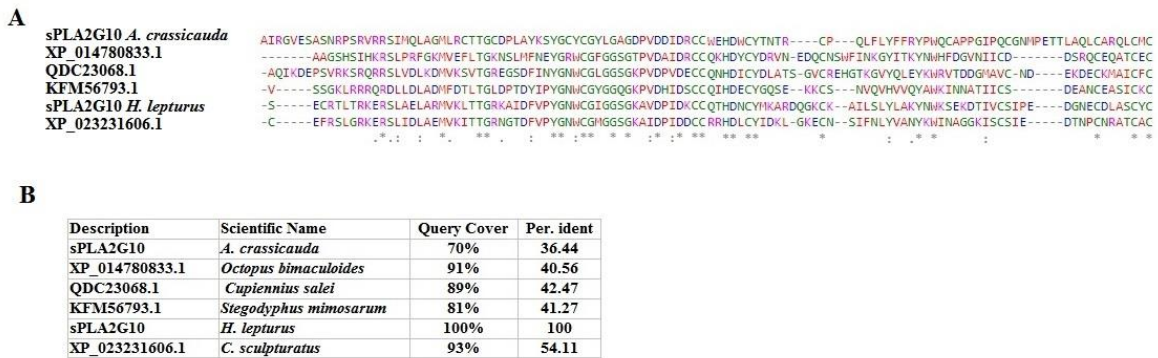 A
sPLA2G10 A. crassicauda AIRGVESASNRPSRVRRSIMQLAGMLRCTTGCDPLAYKSYGCYCGYLGAGDPVDDIDRCCWEHDWCYTNTR---CP--QLFLYFFRYPWQCAPPGIPQCGNMPETTLAQLCARQLCMC
XP_014780833.1 --------AAGSHSIHKRSLPRFGKMVEFLTGKNSLMFNEYGRWCGFGGSGTPVDAIDRCCQKHDYCYDRVN-EDQCNSWFINKGYITKYNWHFDGVNIICD-----DSRQCEQATCEC
QDC23068.1 -AQIKDEPSVRKSRQRRSLVDLKDMVKSVTGREGSDFINYGNWCGYGGSGTPVDPVDECCQNHDICYDLATS-GVCREHGTKGVYQLEYKWRVTDDGMAVC-ND----EKDECKMAICFC
KFM56793.1 -V------SSGKLRRRQRDLLDLADMFDTLTGLDPTDYIPYGNWCGYGGQGKPVDHIDSCCQIHDECYGQSE--KKCS--NVQVHVVQYAWKINNATIICS-----DEANCEASICKC
sPLA2G10 H. lepturus -S------ECRTLTRKERSLAELARMVKLTTGRKAIDFVPYGNWCGIGGSGKAVDPIDKCCQTHDNCYMKARDQGKCK--AILSLYLAKYNWKSEKDTIVCSIPE----DGNECDLASCYC
XP_023231606.1 -C------EFRSLGRKERSLIDLAEMVKITTGRNGTDFVPYGNWCGMGGSGKAIDPIDDCCRRHDLCYIDKL-GKECN--SIFNLYVANYKWINAGGKISCSIE-----DTNPCNRATCAC
.*.: : *. ** . : ** ** ** * :* :* ** ** ** * : .* * : * ** *
B
Description Scientific Name Query Cover Per. ident
sPLA2G10 A. crassicauda 70% 36.44
XP_014780833.1 Octopus bimaculoides 91% 40.56
QDC23068.1 Cupiennius salei 89% 42.47
KFM56793.1 Stegodyphus mimosarum 81% 41.27
sPLA2G10 H. lepturus 100% 100
XP_023231606.1 C. sculpturatus 93% 54.11